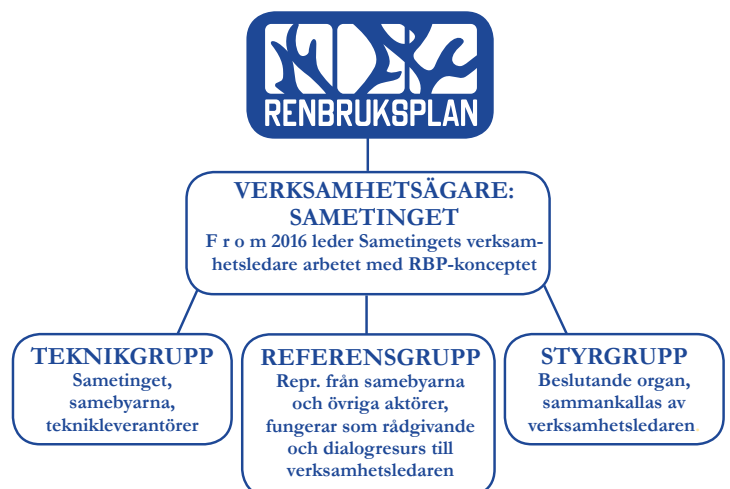 RENBRUKSPLAN
VERKSAMHETSÄGARE:
SAMETINGET
F r o m 2016 leder Sametingets verksam-
hetsledare arbetet med RBP-konceptet
TEKNIKGRUPP
Sametinget,
samebyarna,
teknikleverantörer
REFERENSGRUPP
Repr. från samebyarna
och övriga aktörer,
fungerar som rådgivande
och dialogresurs till
verksamhetsledaren
STYRGRUPP
Beslutande organ,
sammankallas av
verksamhetsledaren.